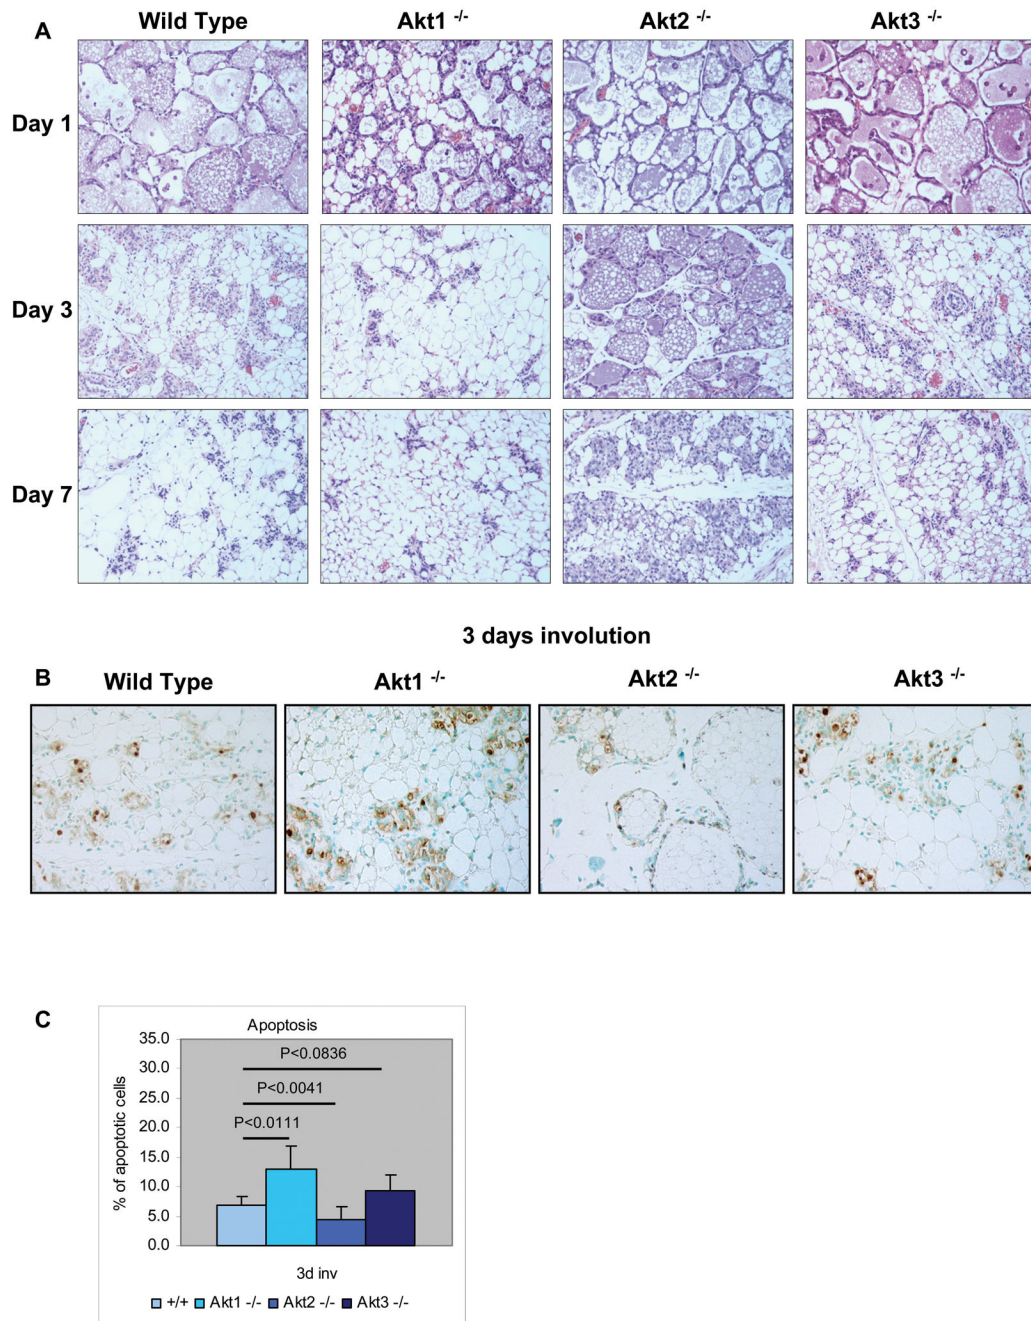 A
Wild Type
Akt1 -/-
Akt2 -/-
Akt3 -/-
Day 1
Day 3
Day 7
3 days involution
B
Wild Type
Akt1 -/-
Akt2 -/-
Akt3 -/-
C
Apoptosis
% of apoptotic cells
35.0
30.0
25.0
20.0
15.0
10.0
5.0
0.0
P<0.0836
P<0.0041
P<0.0111
3d inv
+/+ Akt1 -/- Akt2 -/- Akt3 -/-